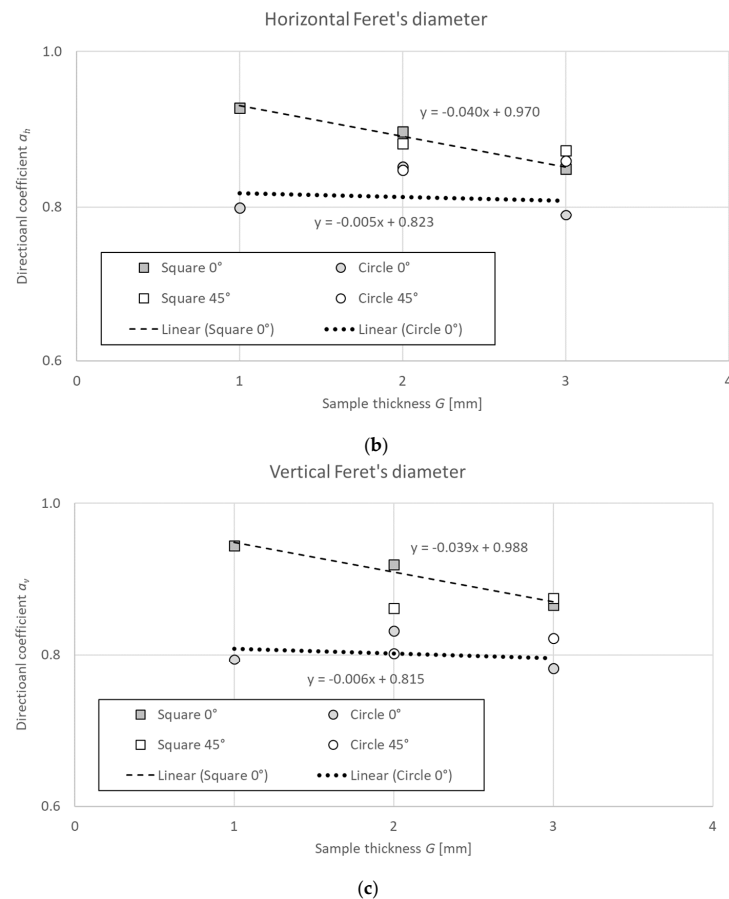 Horizontal Feret's diameter
1.0
y = -0.040x + 0.970
0.8
y = -0.005x + 0.823
Directioanl coefficient ah
Square 0° Circle 0°
Square 45° Circle 45°
Linear (Square 0°) Linear (Circle 0°)
0.6
0 1 2 3 4
Sample thickness G [mm]
(b)
Vertical Feret's diameter
1.0
y = -0.039x + 0.988
0.8
y = -0.006x + 0.815
Directioanl coefficient av
Square 0° Circle 0°
Square 45° Circle 45°
Linear (Square 0°) Linear (Circle 0°)
0.6
0 1 2 3 4
Sample thickness G [mm]
(c)